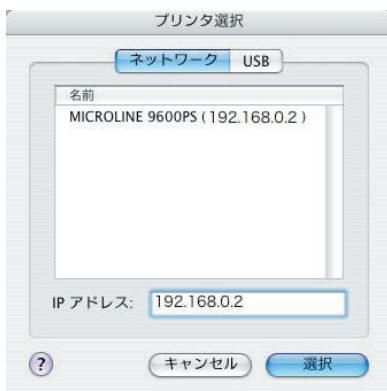 プリンタ選択
ネットワーク USB
名前
MICROLINE 9600PS ( 192.168.0.2 )
IP アドレス: 192.168.0.2
? キャンセル 選択